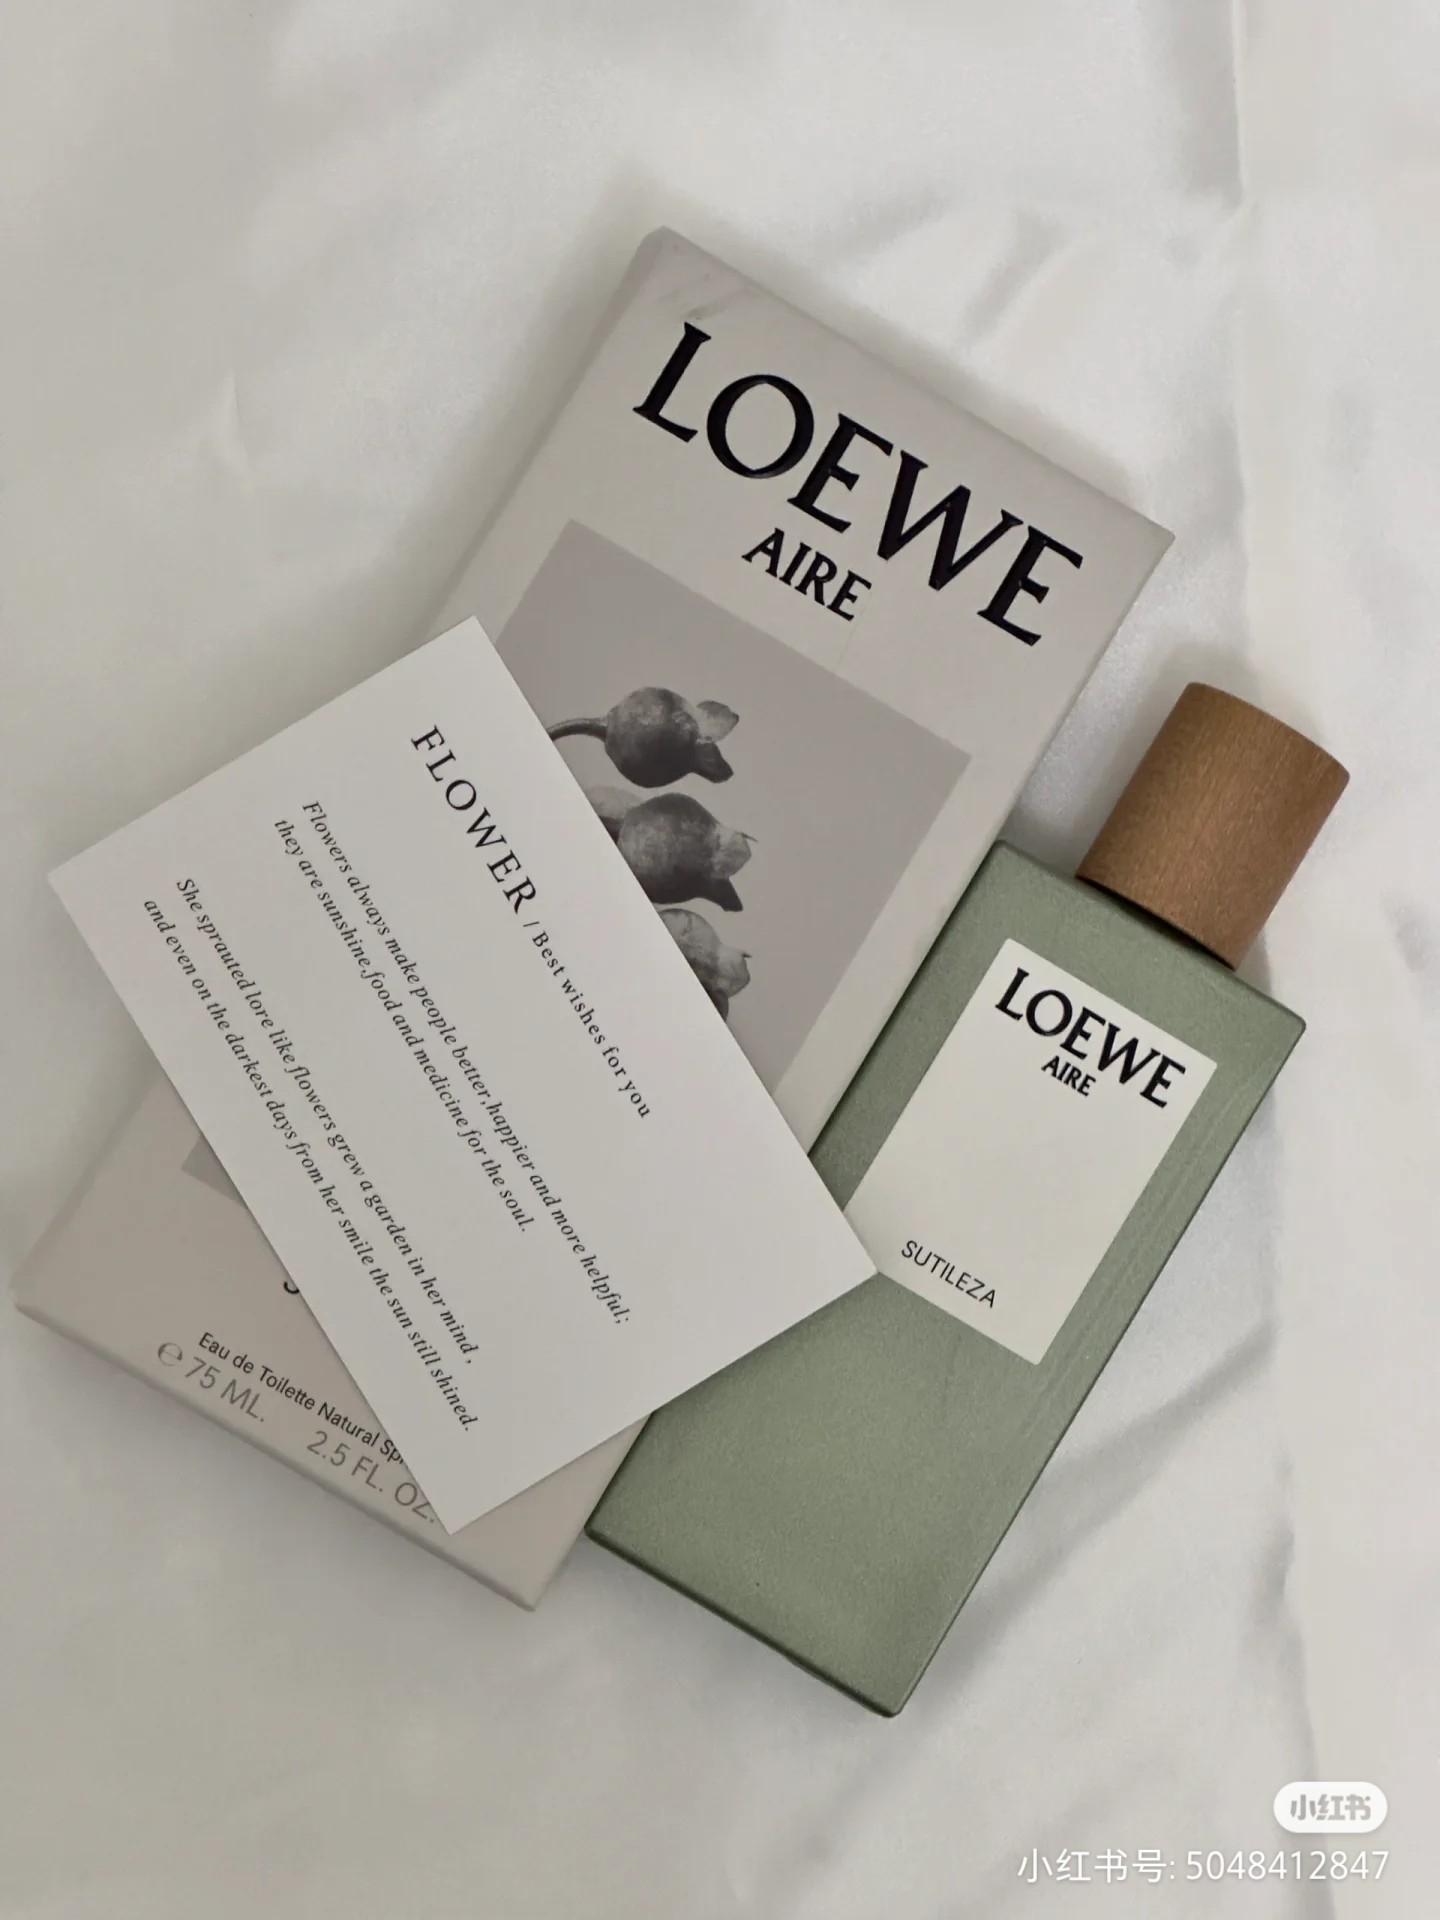 LOEWE
AIRE
FLOWER / Best wishes for you
Flowers always make people better,happier and more helpful;
they are sunshine,food and medicine for the soul.
She sprauted lore like flowers grew a garden in her mind ,
and even on the darkest days from her smile the sun still shined.
Eau de Toilette Natural
e 75 ML.
2.5 FL. OZ.
LOEWE
AIRE
SUTILEZA
小红书
小红书号: 5048412847